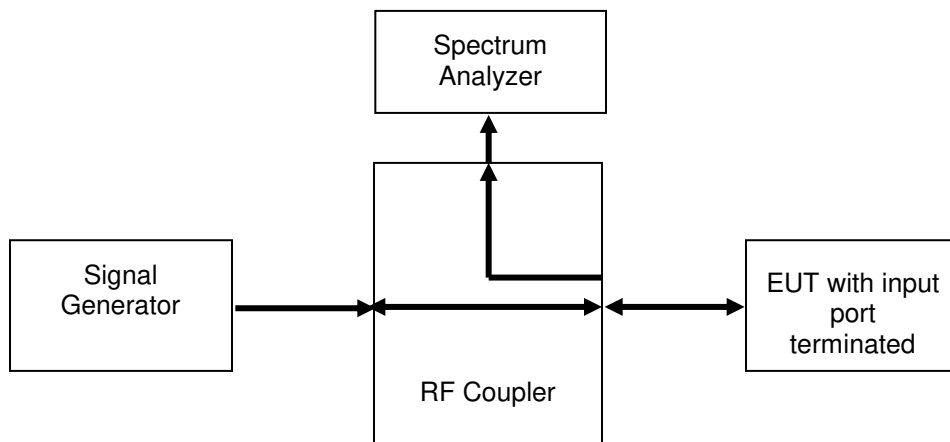 Spectrum
Analyzer
Signal
Generator
EUT with input
port
terminated
RF Coupler